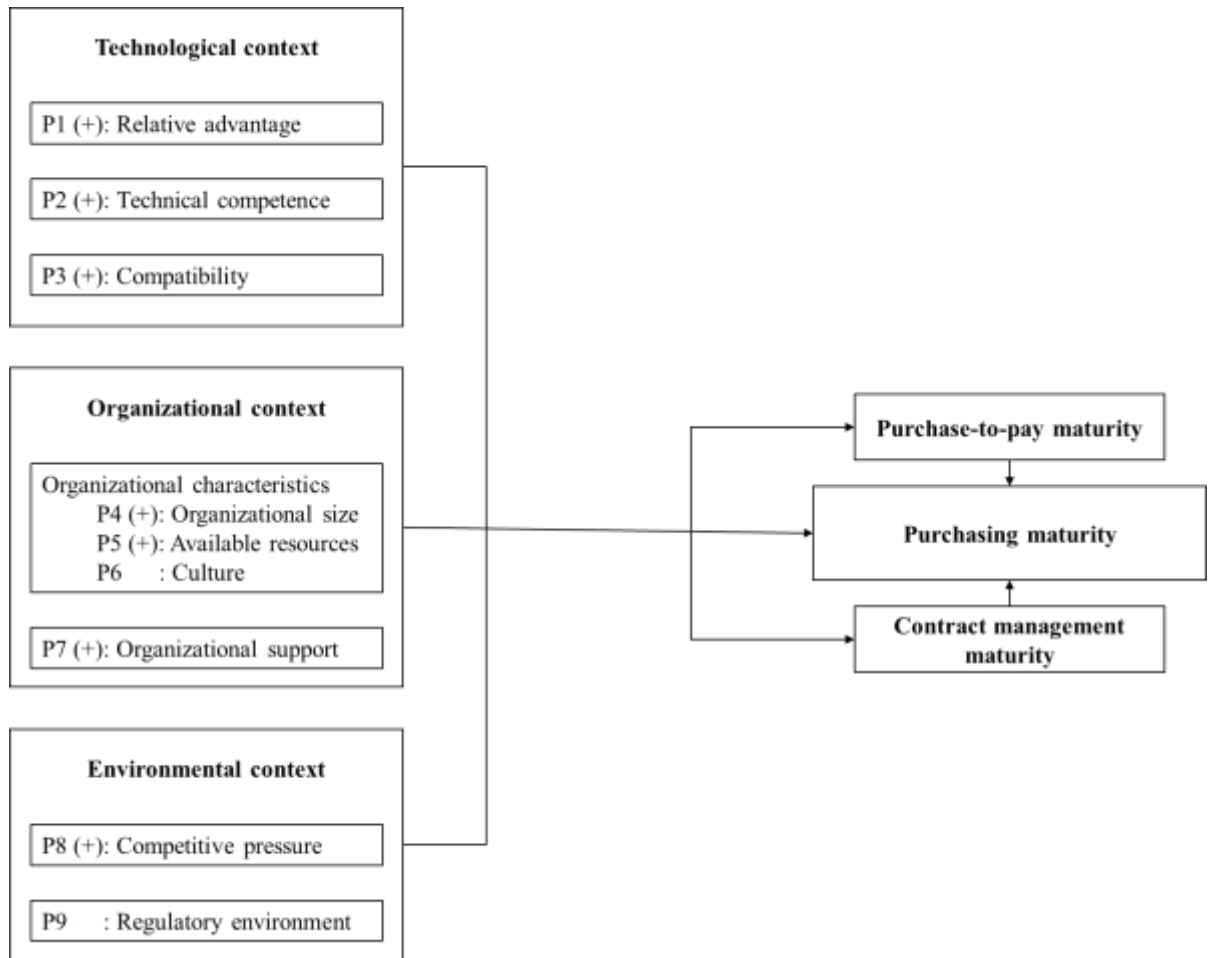 Technological context
P1 (+): Relative advantage
P2 (+): Technical competence
P3 (+): Compatibility
Organizational context
Organizational characteristics
P4 (+): Organizational size
P5 (+): Available resources
P6 : Culture
P7 (+): Organizational support
Environmental context
P8 (+): Competitive pressure
P9 : Regulatory environment
Purchase-to-pay maturity
Purchasing maturity
Contract management
maturity